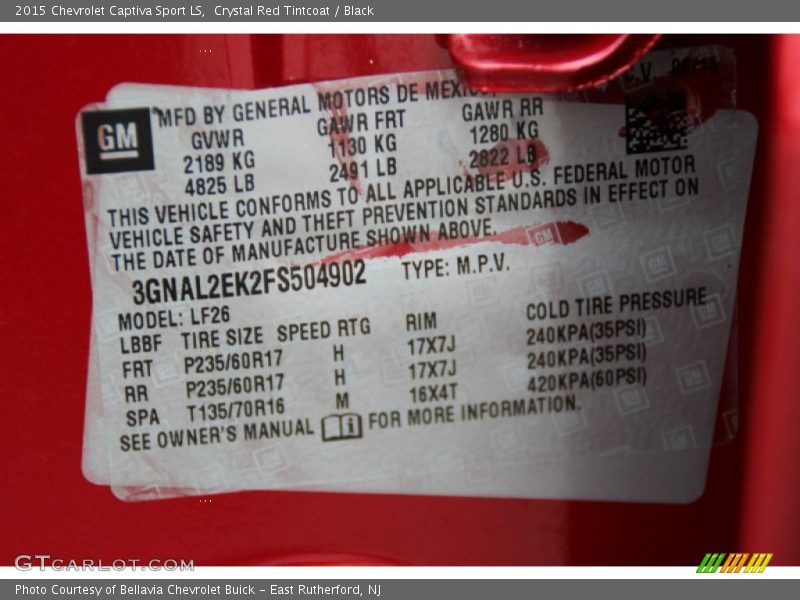 2015 Chevrolet Captiva Sport LS, Crystal Red Tintcoat / Black
GM
MFD BY GENERAL MOTORS DE MEXICO
GVWR GAWR FRT GAWR RR
2189 KG 1130 KG 1280 KG
4825 LB 2491 LB 2822 LB
THIS VEHICLE CONFORMS TO ALL APPLICABLE U.S. FEDERAL MOTOR
VEHICLE SAFETY AND THEFT PREVENTION STANDARDS IN EFFECT ON
THE DATE OF MANUFACTURE SHOWN ABOVE.
3GNAL2EK2FS504902 TYPE: M.P.V.
MODEL: LF26
LBBF TIRE SIZE SPEED RTG RIM COLD TIRE PRESSURE
FRT P235/60R17 H 17X7J 240KPA(35PSI)
RR P235/60R17 H 17X7J 240KPA(35PSI)
SPA T135/70R16 M 16X4T 420KPA(60PSI)
SEE OWNER'S MANUAL FOR MORE INFORMATION.
GTCARLOT.COM
Photo Courtesy of Bellavia Chevrolet Buick – East Rutherford, NJ